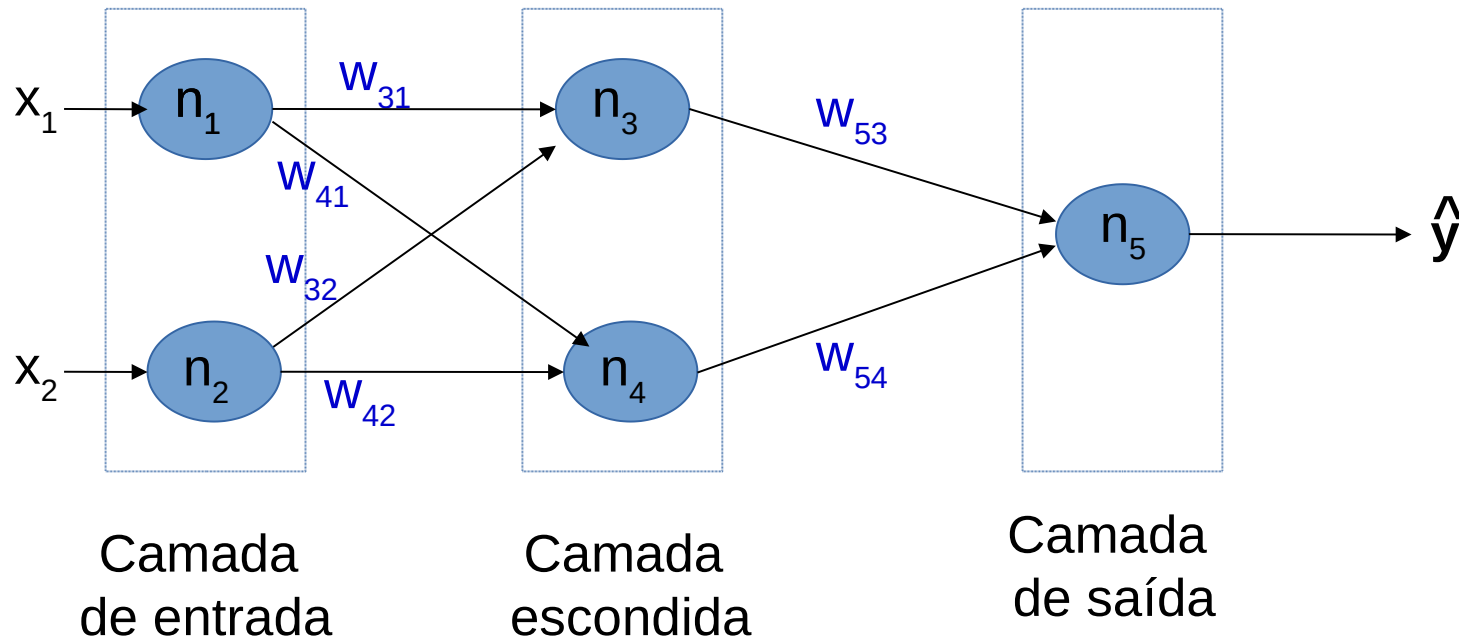 x1
n1
w31
n3
w53
w41
n5
ŷ
w32
x2
n2
w42
n4
w54
Camada
de entrada
Camada
escondida
Camada
de saída